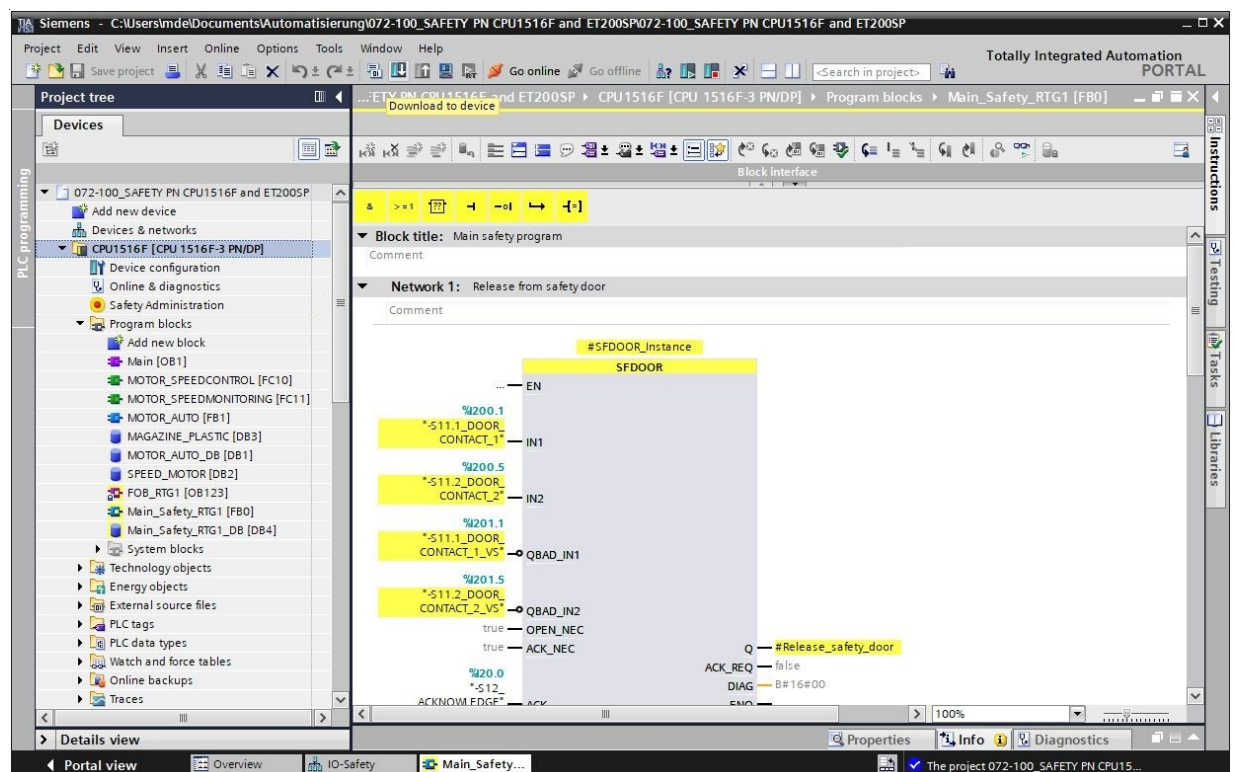 Siemens - C:\Users\mde\Documents\Automatisierung\072-100_SAFETY PN CPU1516F and ET200SP\072-100_SAFETY PN CPU1516F and ET200SP
Project Edit View Insert Online Options Tools Window Help
Totally Integrated Automation
PORTAL
Save project Go online Go offline <Search in project>
Project tree
Devices
PLC programming
072-100_SAFETY PN CPU1516F and ET200SP
Add new device
Devices & networks
CPU1516F [CPU 1516F-3 PN/DP]
Device configuration
Online & diagnostics
Safety Administration
Program blocks
Add new block
Main [OB1]
MOTOR_SPEEDCONTROL [FC10]
MOTOR_SPEEDMONITORING [FC11]
MOTOR_AUTO [FB1]
MAGAZINE_PLASTIC [DB3]
MOTOR_AUTO_DB [DB1]
SPEED_MOTOR [DB2]
FOB_RTG1 [OB123]
Main_Safety_RTG1 [FB0]
Main_Safety_RTG1_DB [DB4]
System blocks
Technology objects
Energy objects
External source files
PLC tags
PLC data types
Watch and force tables
Online backups
Traces
Details view
and ET200SP CPU1516F [CPU 1516F-3 PN/DP] Program blocks Main_Safety_RTG1 [FB0]
Download to device
Block interface
& >=1 ?? -[=]
Block title: Main safety program
Comment
Network 1: Release from safety door
Comment
#SFDOOR_Instance
SFDOOR
... EN
%I200.1
"-S11.1_DOOR_
CONTACT_1" IN1
%I200.5
"-S11.2_DOOR_
CONTACT_2" IN2
%I201.1
"-S11.1_DOOR_
CONTACT_1_VS" QBAD_IN1
%I201.5
"-S11.2_DOOR_
CONTACT_2_VS" QBAD_IN2
true OPEN_NEC
true ACK_NEC Q #Release_safety_door
ACK_REQ false
%I20.0
"-S12_ DIAG B#16#00
ACKNOWLEDGE" ACK ENO
100%
Properties Info Diagnostics
Instructions
Testing
Tasks
Libraries
Portal view Overview IO-Safety Main_Safety...
The project 072-100_SAFETY PN CPU15...